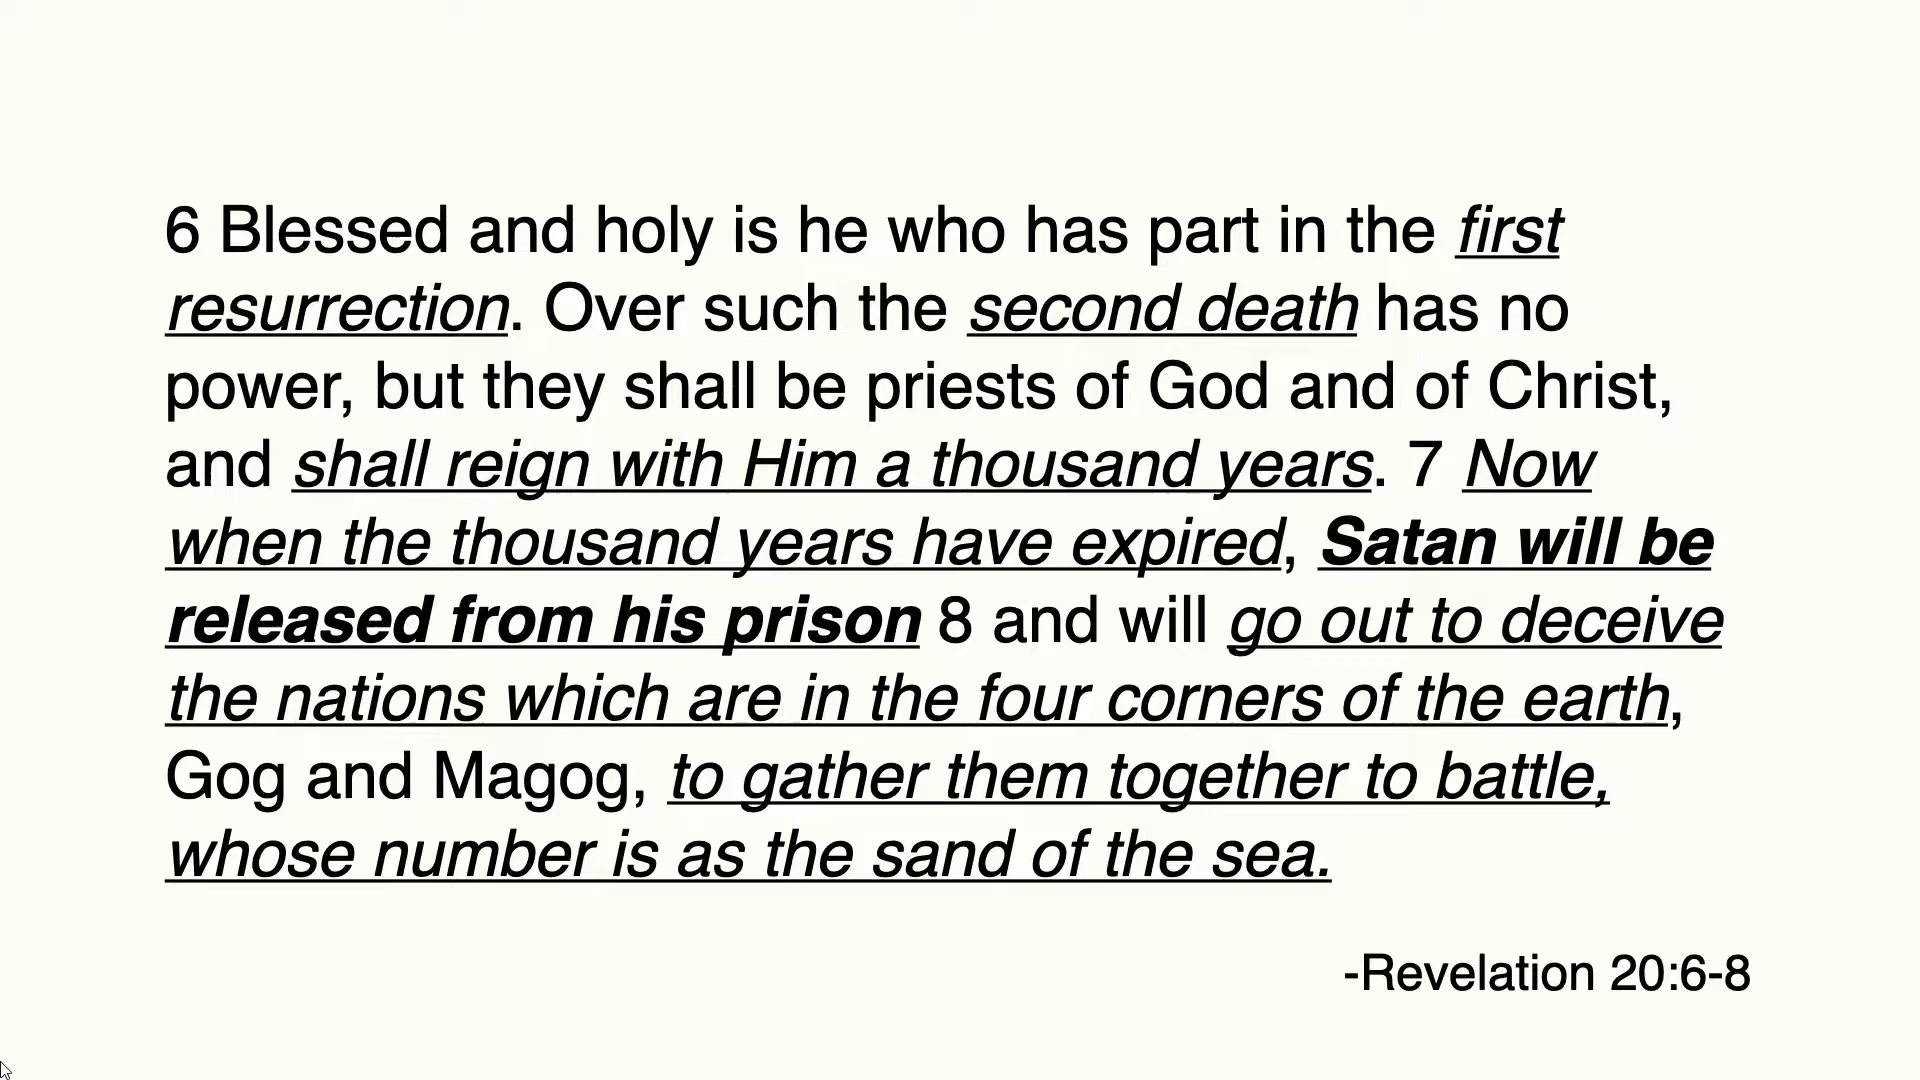 6 Blessed and holy is he who has part in the first
resurrection. Over such the second death has no
power, but they shall be priests of God and of Christ,
and shall reign with Him a thousand years. 7 Now
when the thousand years have expired, Satan will be
released from his prison 8 and will go out to deceive
the nations which are in the four corners of the earth,
Gog and Magog, to gather them together to battle,
whose number is as the sand of the sea.
-Revelation 20:6-8